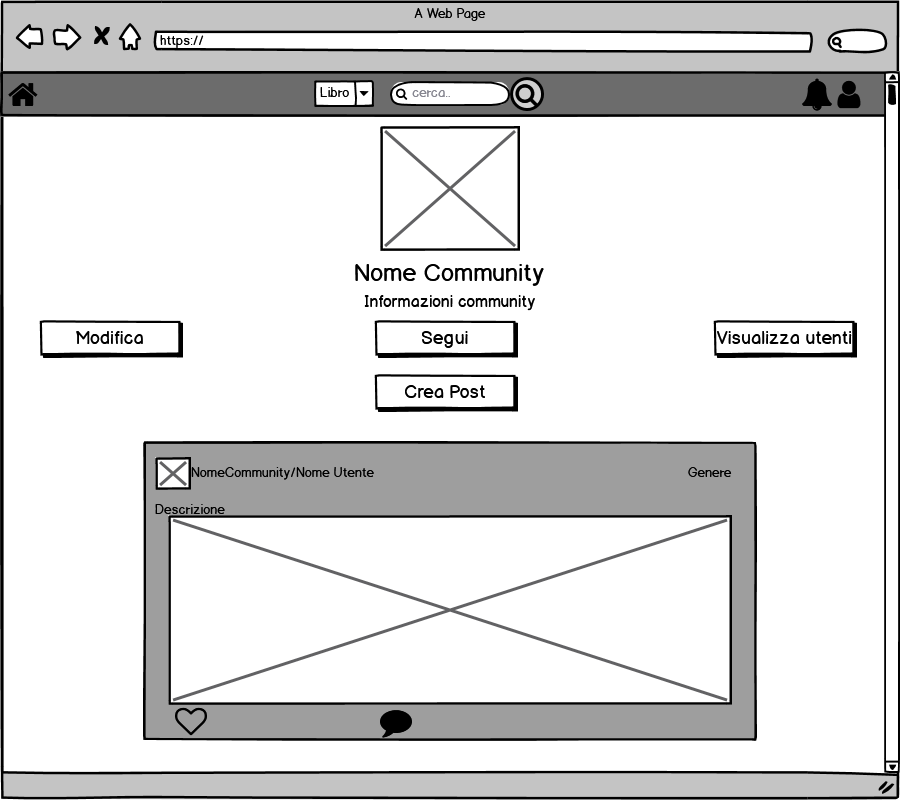 A Web Page
https://
Libro
cerca..
Nome Community
Informazioni community
Modifica
Segui
Visualizza utenti
Crea Post
NomeCommunity/Nome Utente
Genere
Descrizione